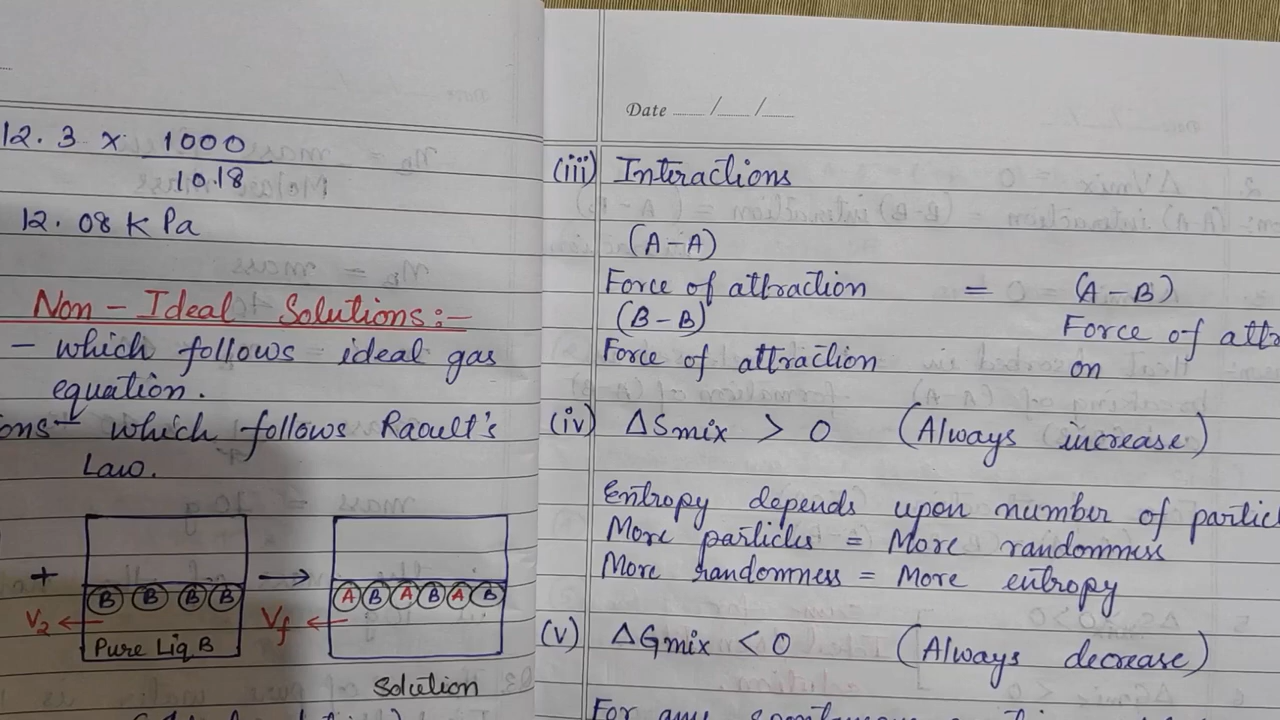 12.3 x 1000
10.18
12.08 K Pa
Non-Ideal Solutions:-
- which follows ideal gas
equation.
ons- which follows Raoult's
Law.
+ B B B B → A B A B A B
V2 ← Vf ←
Pure Liq B
Solution
Date ...../...../.....
(iii) Interactions
(A-A)
Force of attraction = (A-B)
(B-B) Force of attr
Force of attraction on
(iv) ΔSmix > 0 (Always increase)
Entropy depends upon number of particl
More particles = More randomness
More randomness = More entropy
(v) ΔGmix < 0 (Always decrease)
For any